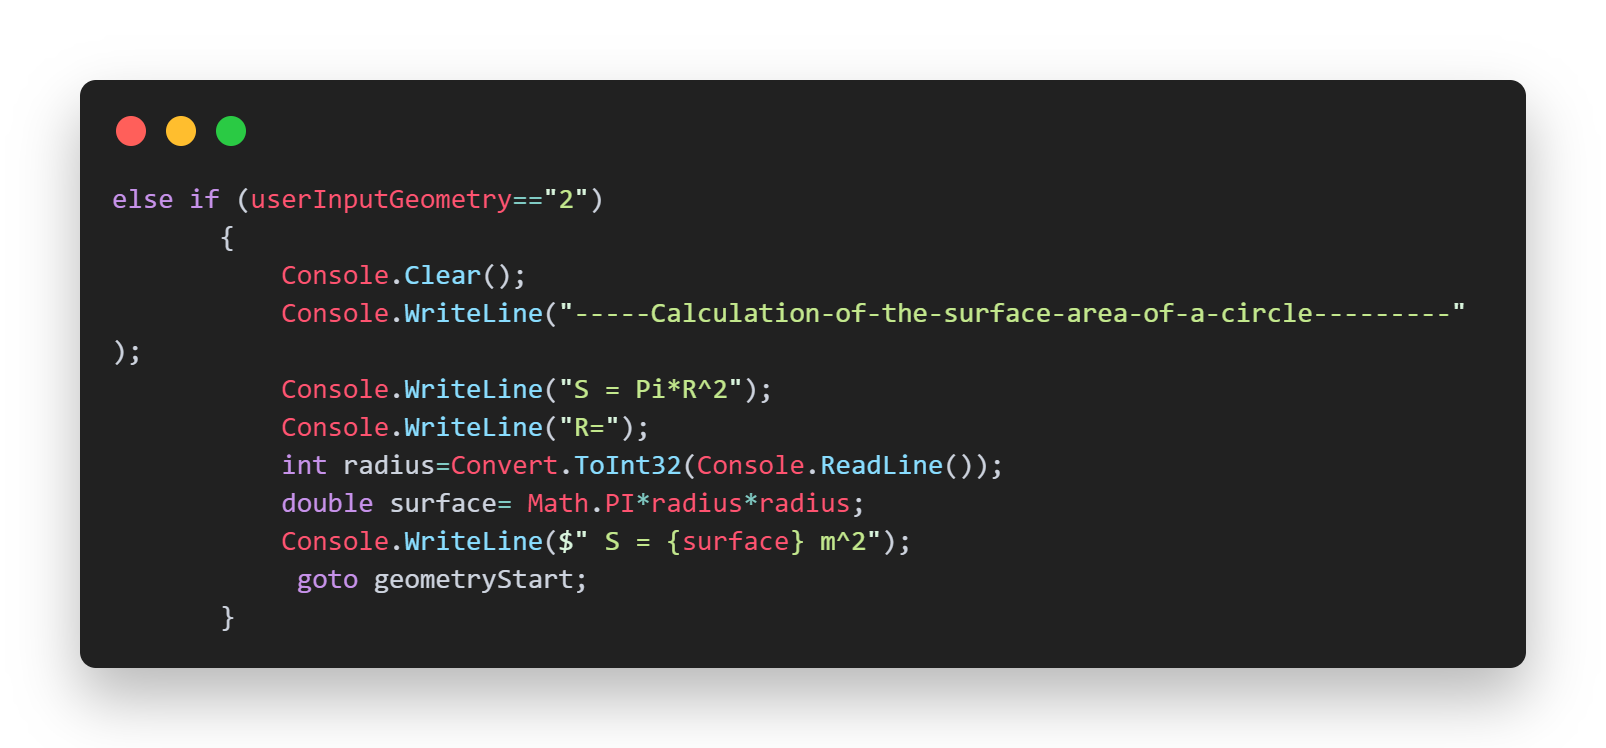 else if (userInputGeometry=="2")
       {
           Console.Clear();
           Console.WriteLine("-----Calculation-of-the-surface-area-of-a-circle---------"
);
           Console.WriteLine("S = Pi*R^2");
           Console.WriteLine("R=");
           int radius=Convert.ToInt32(Console.ReadLine());
           double surface= Math.PI*radius*radius;
           Console.WriteLine($" S = {surface} m^2");
            goto geometryStart;
       }